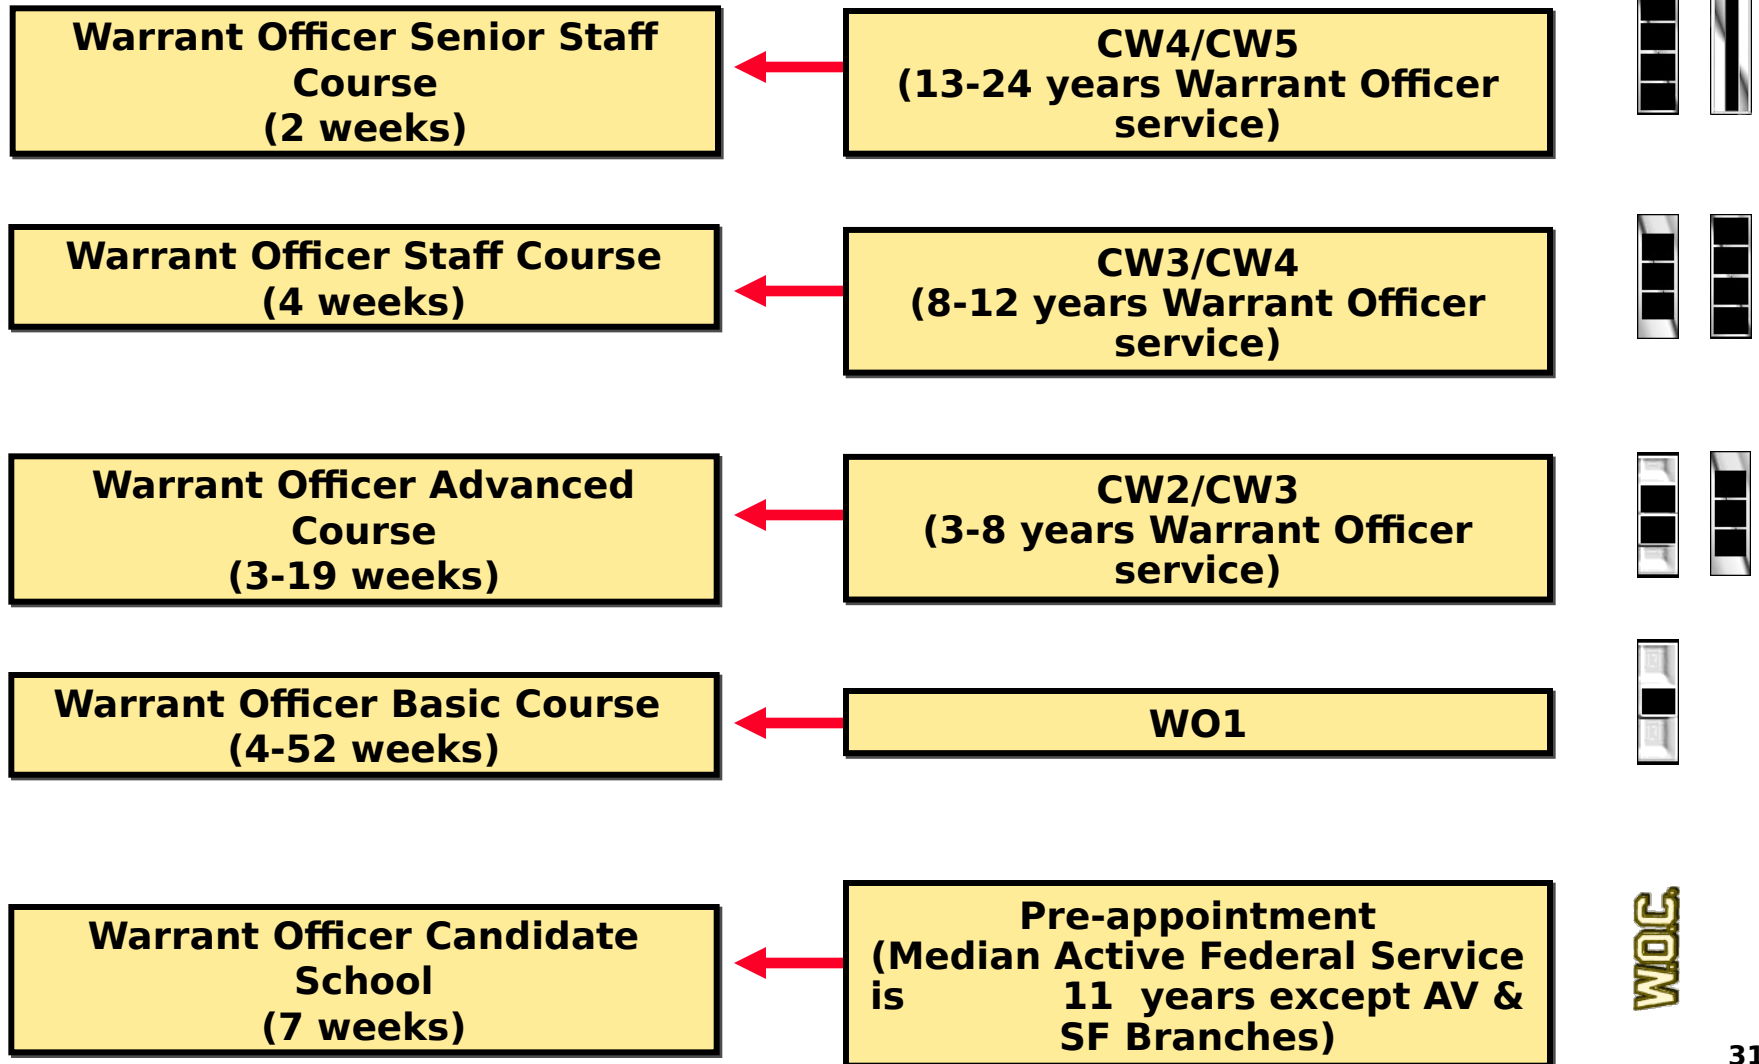 Warrant Officer Senior Staff
Course
(2 weeks)
CW4/CW5
(13-24 years Warrant Officer
service)
Warrant Officer Staff Course
(4 weeks)
CW3/CW4
(8-12 years Warrant Officer
service)
Warrant Officer Advanced
Course
(3-19 weeks)
CW2/CW3
(3-8 years Warrant Officer
service)
Warrant Officer Basic Course
(4-52 weeks)
WO1
Warrant Officer Candidate
School
(7 weeks)
Pre-appointment
(Median Active Federal Service
is 11 years except AV &
SF Branches)
W.O.C.
31